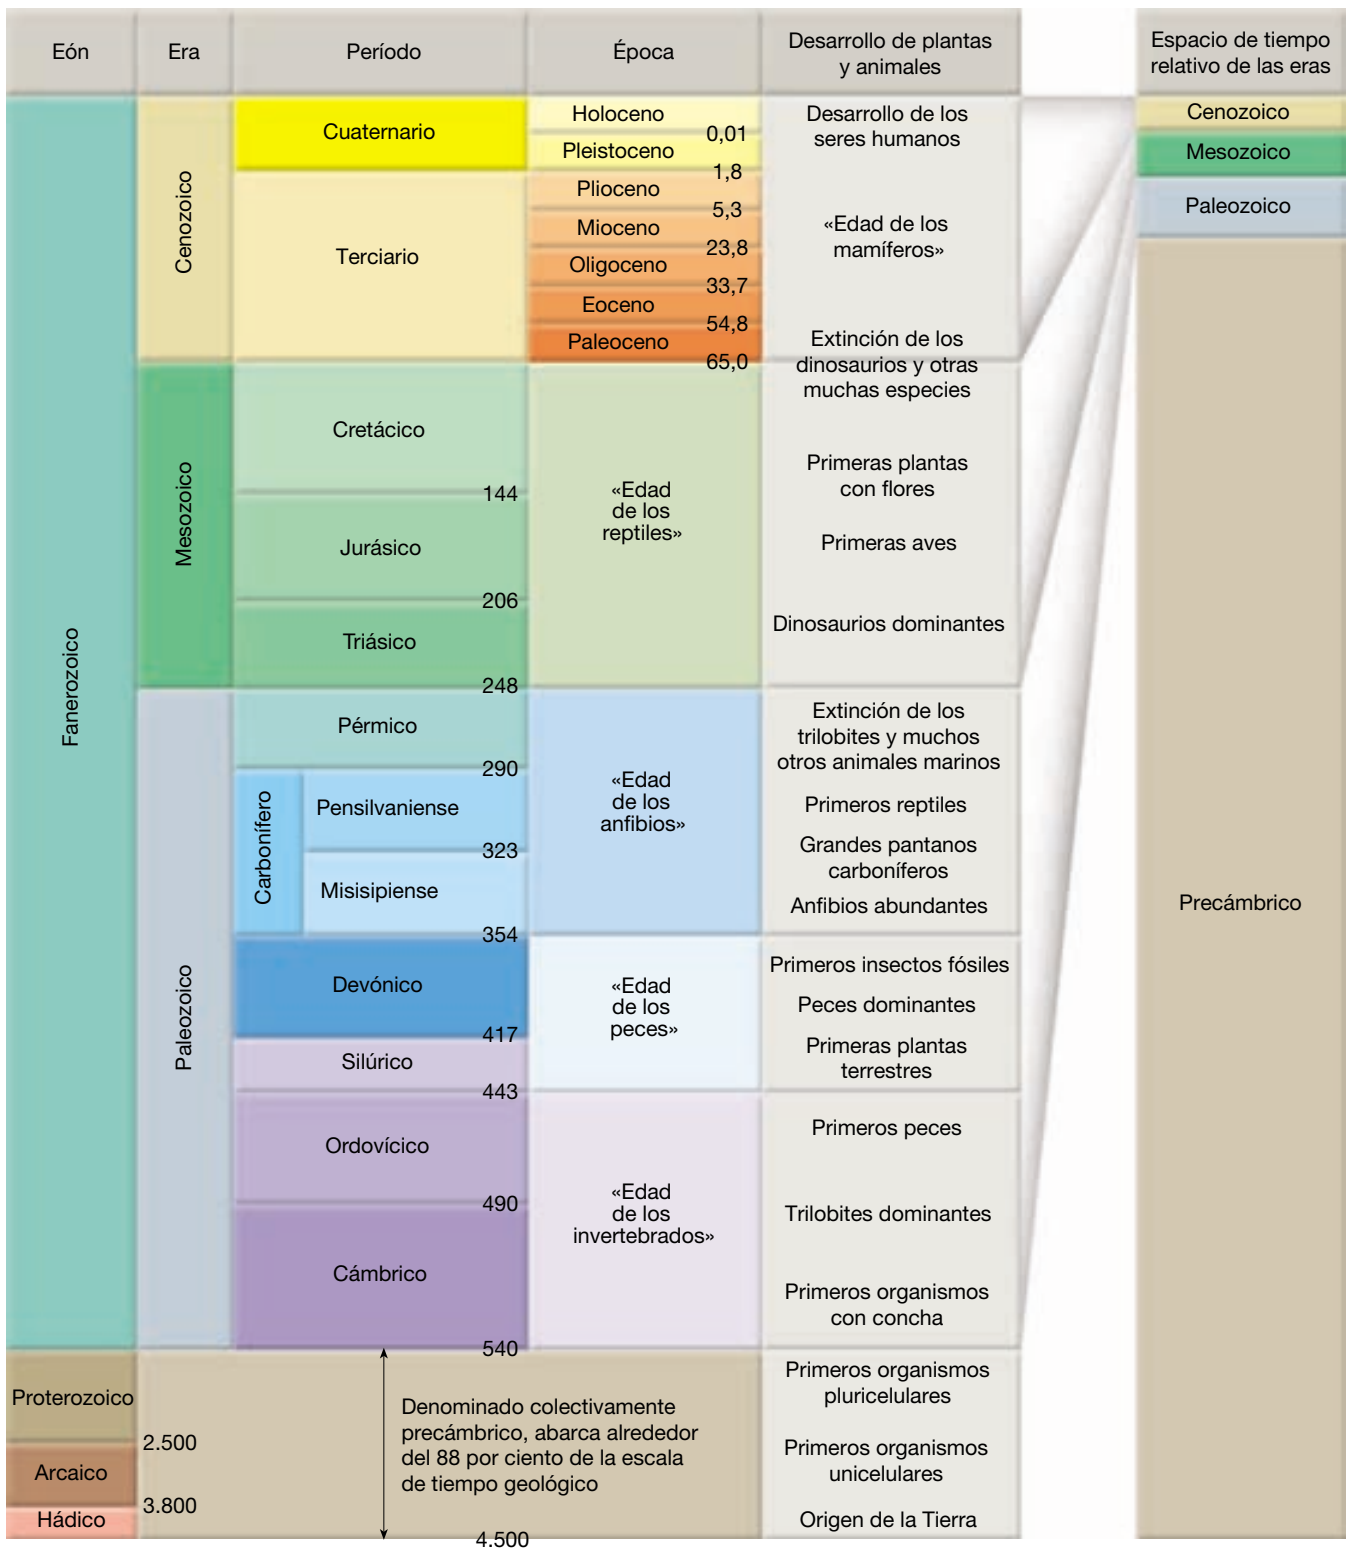 Eón
Era
Período
Época
Desarrollo de plantas
y animales
Espacio de tiempo
relativo de las eras
Fanerozoico
Cenozoico
Cuaternario
Terciario
Holoceno
0,01
Pleistoceno
1,8
Plioceno
5,3
Mioceno
23,8
Oligoceno
33,7
Eoceno
54,8
Paleoceno
65,0
Desarrollo de los
seres humanos
«Edad de los
mamíferos»
Extinción de los
dinosaurios y otras
muchas especies
Mesozoico
Cretácico
144
Jurásico
206
Triásico
248
«Edad
de los
reptiles»
Primeras plantas
con flores
Primeras aves
Dinosaurios dominantes
Paleozoico
Pérmico
290
Carbonífero
Pensilvaniense
323
Misisipiense
354
«Edad
de los
anfibios»
Extinción de los
trilobites y muchos
otros animales marinos
Primeros reptiles
Grandes pantanos
carboníferos
Anfibios abundantes
Devónico
417
Silúrico
443
«Edad
de los
peces»
Primeros insectos fósiles
Peces dominantes
Primeras plantas
terrestres
Ordovícico
490
Cámbrico
540
«Edad
de los
invertebrados»
Primeros peces
Trilobites dominantes
Primeros organismos
con concha
Proterozoico
2.500
Arcaico
3.800
Hádico
Denominado colectivamente
precámbrico, abarca alrededor
del 88 por ciento de la escala
de tiempo geológico
4.500
Primeros organismos
pluricelulares
Primeros organismos
unicelulares
Origen de la Tierra
Cenozoico
Mesozoico
Paleozoico
Precámbrico